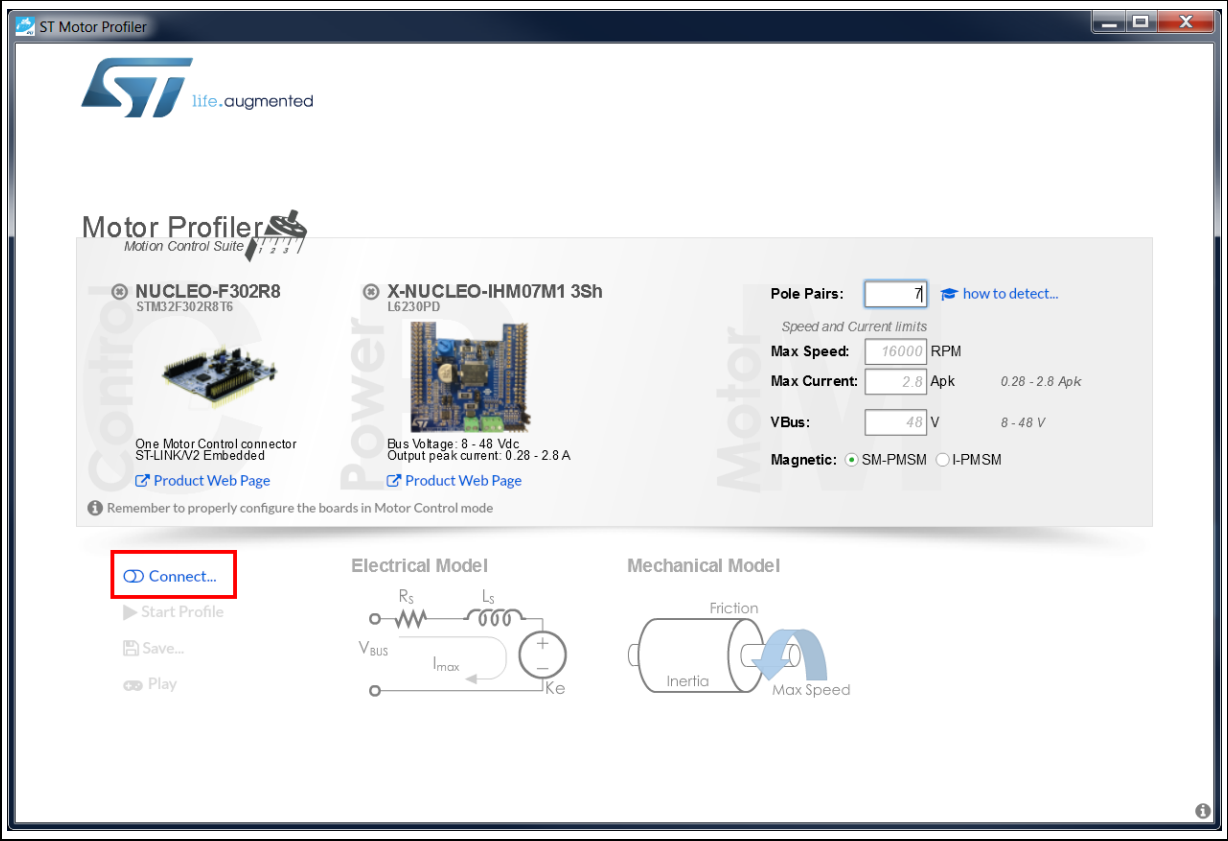 ST Motor Profiler
ST life.augmented
Motor Profiler
Motion Control Suite
1 2 3
Control
C
NUCLEO-F302R8
STM32F302R8T6
One Motor Control connector
ST-LINK/V2 Embedded
Product Web Page
Power
P
X-NUCLEO-IHM07M1 3Sh
L6230PD
Bus Voltage: 8 - 48 Vdc
Output peak current: 0.28 - 2.8 A
Product Web Page
Motor
M
Pole Pairs: 7 how to detect...
Speed and Current limits
Max Speed: 16000 RPM
Max Current: 2.8 Apk 0.28 - 2.8 Apk
VBus: 48 V 8 - 48 V
Magnetic: SM-PMSM I-PMSM
Remember to properly configure the boards in Motor Control mode
Connect...
Start Profile
Save...
Play
Electrical Model
RS LS
VBUS
Imax
+
−
Ke
Mechanical Model
Friction
Inertia
Max Speed